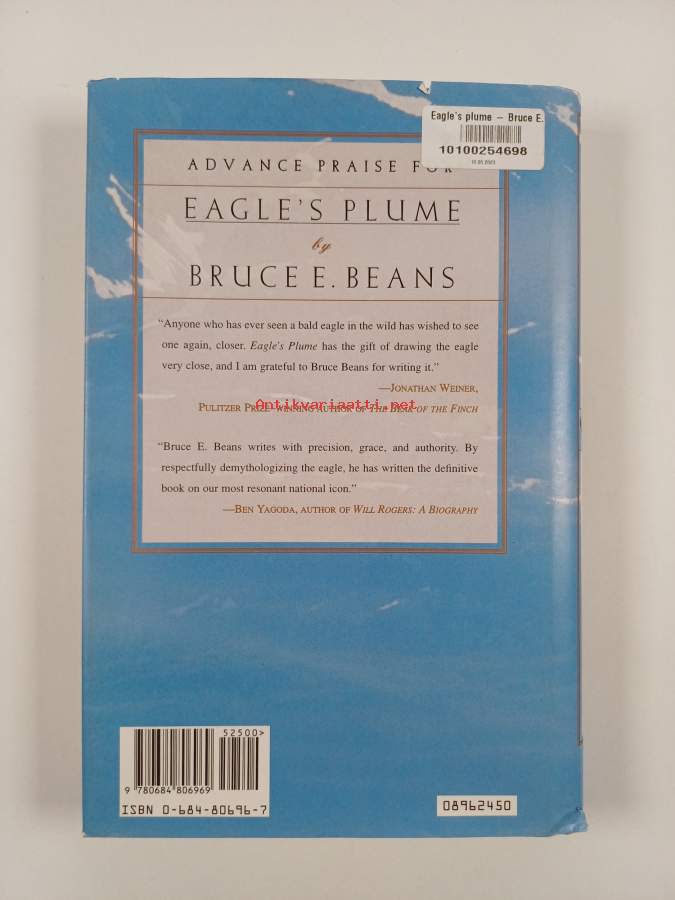 Eagle's plume – Bruce E.
10100254698
ADVANCE PRAISE FOR
EAGLE'S PLUME
by
BRUCE E. BEANS
“Anyone who has ever seen a bald eagle in the wild has wished to see
one again, closer. Eagle's Plume has the gift of drawing the eagle
very close, and I am grateful to Bruce Beans for writing it.”
—JONATHAN WEINER,
Antikvariaatti.net
PULITZER PRIZE-WINNING AUTHOR OF THE BEAK OF THE FINCH
“Bruce E. Beans writes with precision, grace, and authority. By
respectfully demythologizing the eagle, he has written the definitive
book on our most resonant national icon.”
—BEN YAGODA, AUTHOR OF WILL ROGERS: A BIOGRAPHY
52500>
9 780684 806969
ISBN 0-684-80696-7
08962450